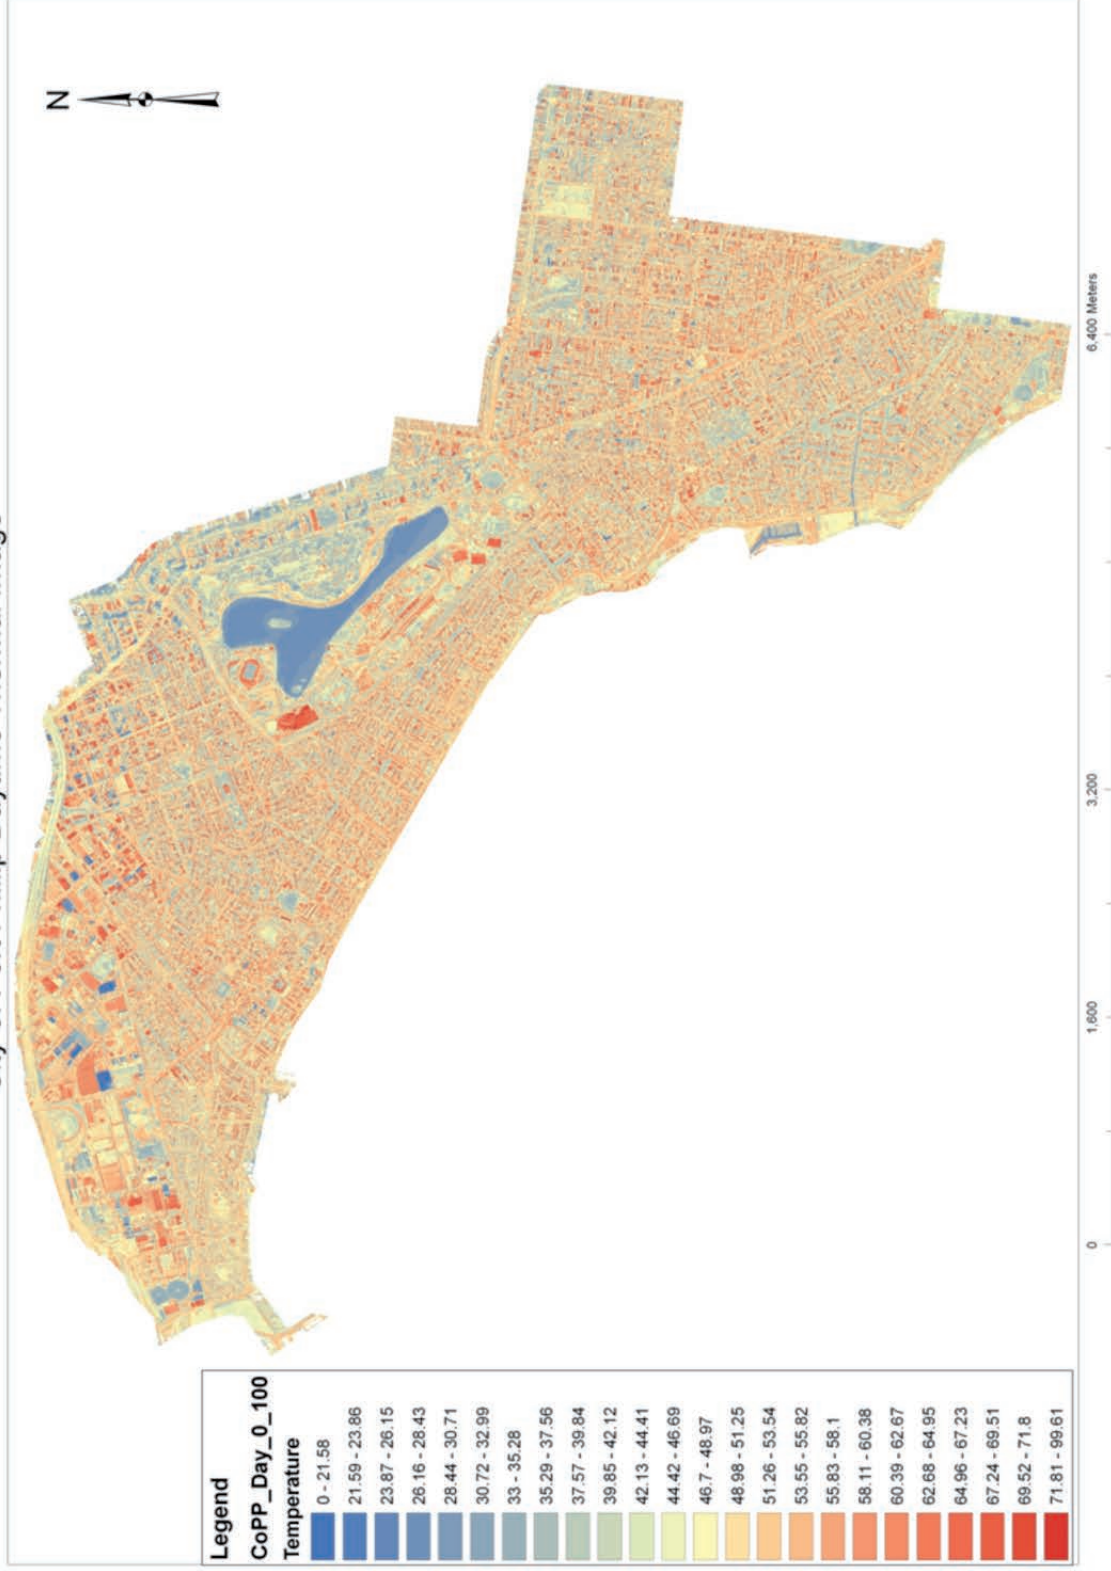 N
Legend
CoPP_Day_0_100
Temperature
0 - 21.58
21.59 - 23.86
23.87 - 26.15
26.16 - 28.43
28.44 - 30.71
30.72 - 32.99
33 - 35.28
35.29 - 37.56
37.57 - 39.84
39.85 - 42.12
42.13 - 44.41
44.42 - 46.69
46.7 - 48.97
48.98 - 51.25
51.26 - 53.54
53.55 - 55.82
55.83 - 58.1
58.11 - 60.38
60.39 - 62.67
62.68 - 64.95
64.96 - 67.23
67.24 - 69.51
69.52 - 71.8
71.81 - 99.61
0 1,600 3,200 6,400 Meters